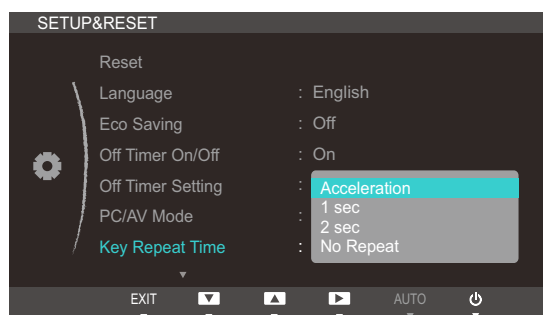 SETUP&RESET
Reset
Language : English
Eco Saving : Off
Off Timer On/Off : On
Off Timer Setting :
PC/AV Mode :
Key Repeat Time :
Acceleration
1 sec
2 sec
No Repeat
EXIT AUTO